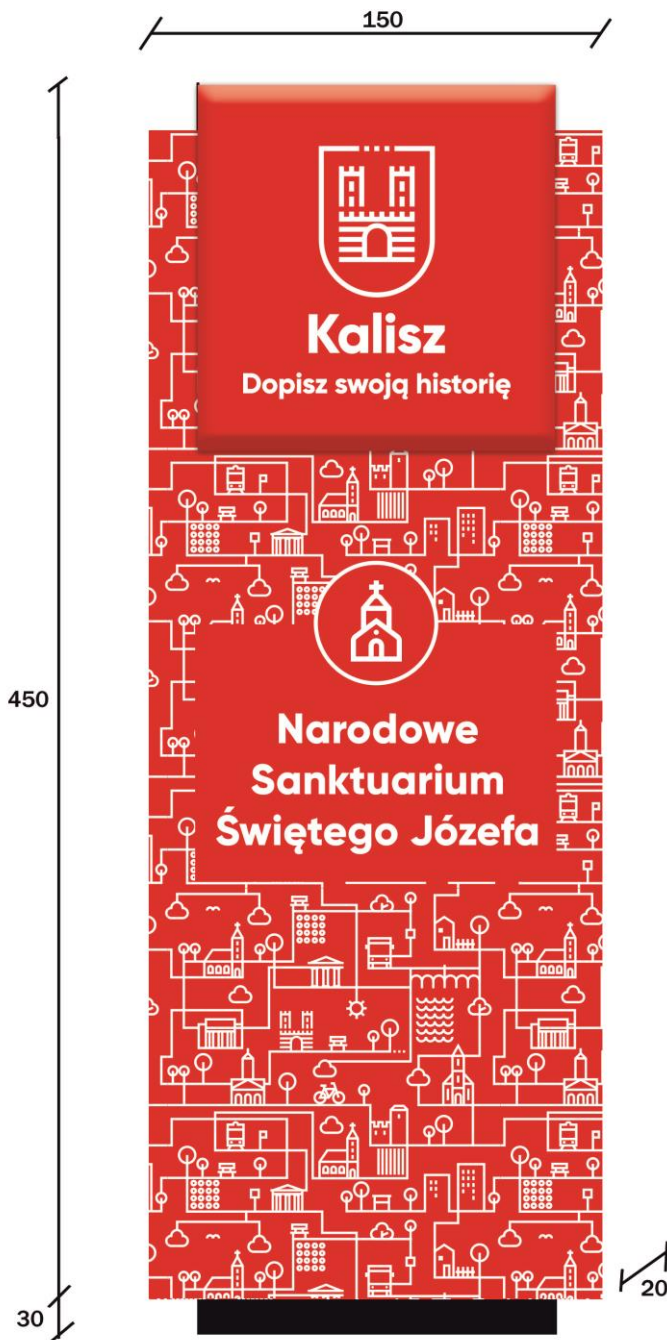 150
Kalisz
Dopisz swoją historię
450
Narodowe
Sanktuarium
Świętego Józefa
20
30